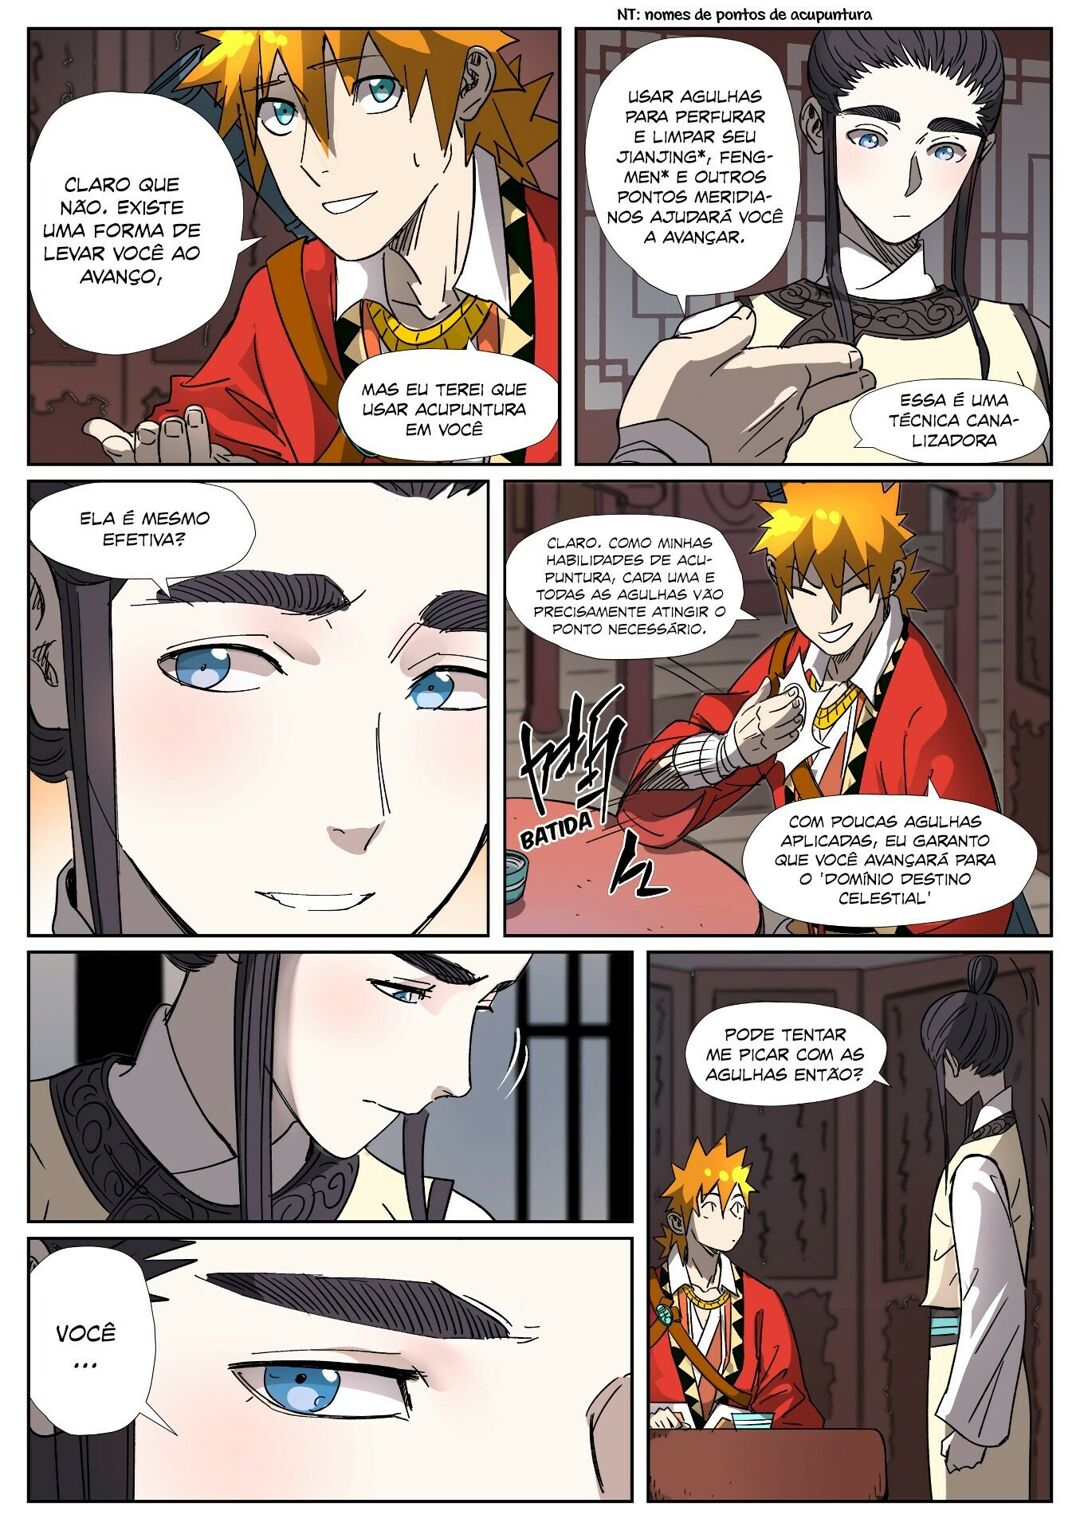 NT: nomes de pontos de acupuntura
CLARO QUE
NÃO. EXISTE
UMA FORMA DE
LEVAR VOCÊ AO
AVANÇO,
MAS EU TEREI QUE
USAR ACUPUNTURA
EM VOCÊ
USAR AGULHAS
PARA PERFURAR
E LIMPAR SEU
JIANJING*, FENG-
MEN* E OUTROS
PONTOS MERIDIA-
NOS AJUDARÁ VOCÊ
A AVANÇAR.
ESSA É UMA
TÉCNICA CANA-
LIZADORA
ELA É MESMO
EFETIVA?
CLARO. COMO MINHAS
HABILIDADES DE ACU-
PUNTURA, CADA UMA E
TODAS AS AGULHAS VÃO
PRECISAMENTE ATINGIR O
PONTO NECESSÁRIO.
BATIDA
COM POUCAS AGULHAS
APLICADAS, EU GARANTO
QUE VOCÊ AVANÇARÁ PARA
O 'DOMÍNIO DESTINO
CELESTIAL'
PODE TENTAR
ME PICAR COM AS
AGULHAS ENTÃO?
VOCÊ
...